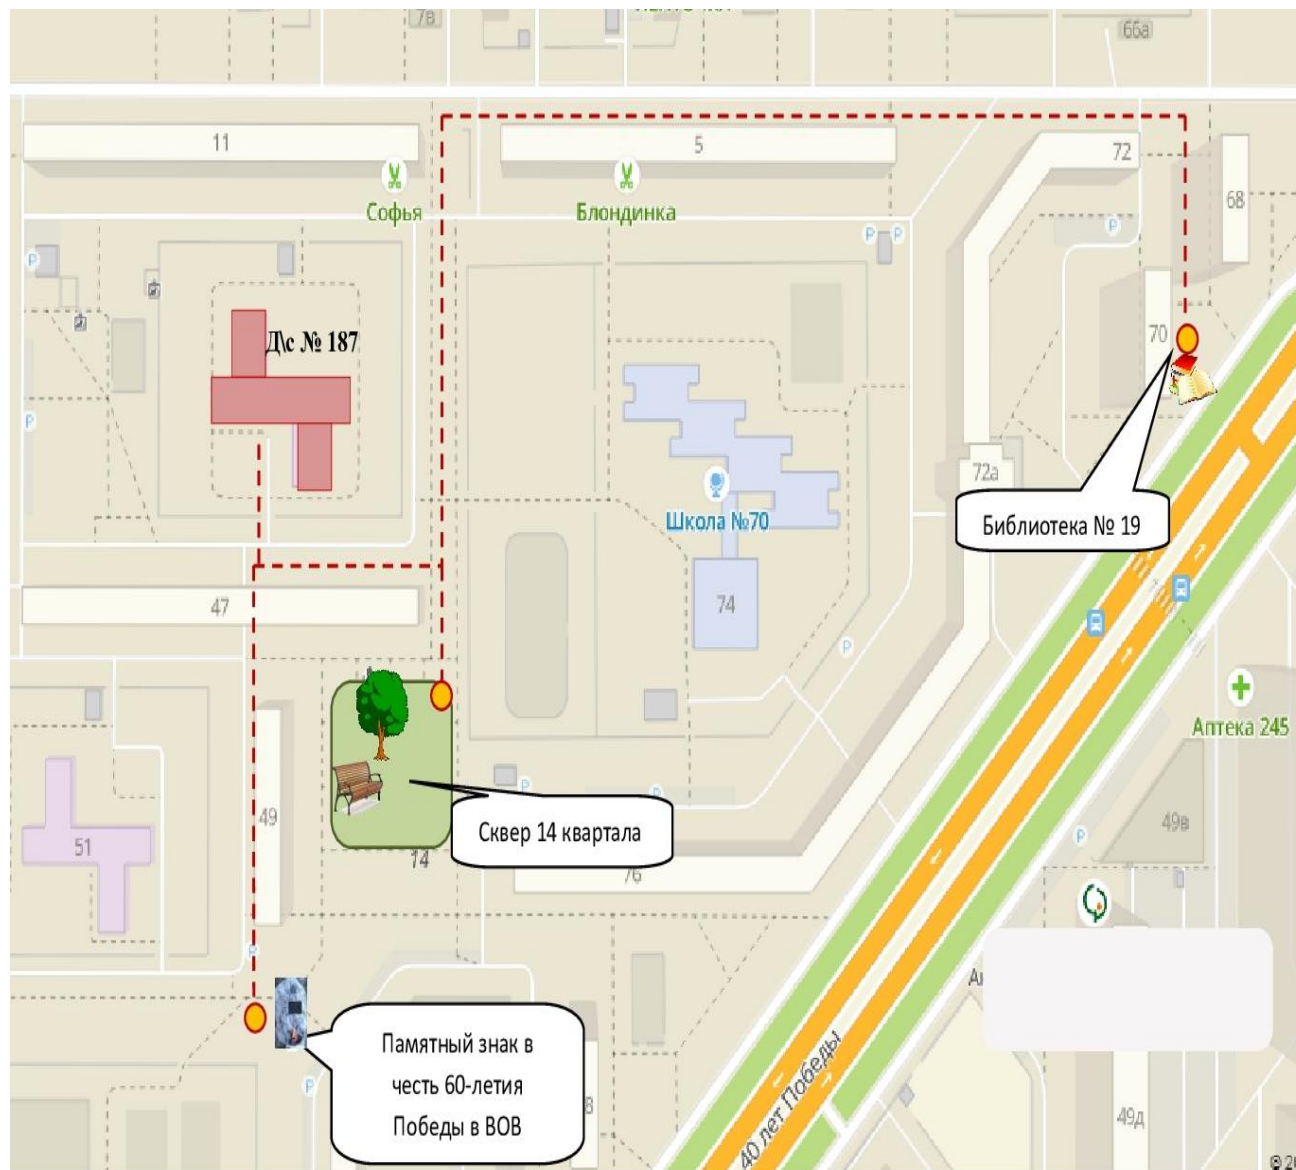 7в
66а
11
5
72
68
Софья
Блондинка
P
P
P
P
Д\с № 187
70
P
72а
Школа №70
Библиотека № 19
47
74
P
Аптека 245
49
51
P
P
Сквер 14 квартала
14
76
P
49в
P
Памятный знак в
честь 60-летия
Победы в ВОВ
P
40 лет Победы
49д